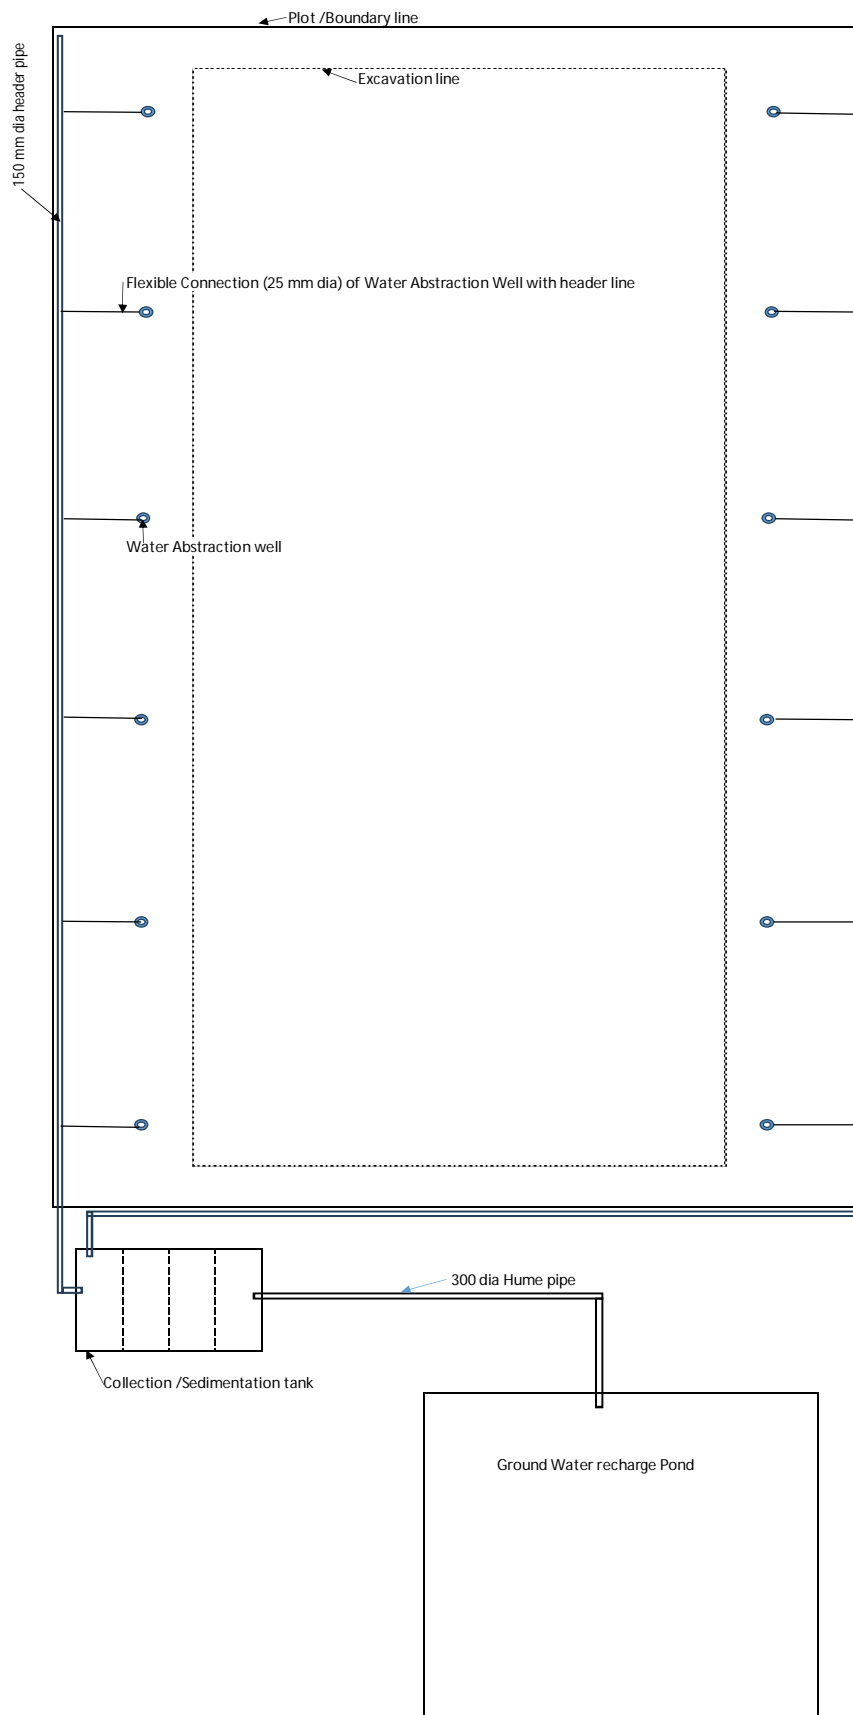 Plot /Boundary line
150 mm dia header pipe
Excavation line
Flexible Connection (25 mm dia) of Water Abstraction Well with header line
Water Abstraction well
300 dia Hume pipe
Collection /Sedimentation tank
Ground Water recharge Pond